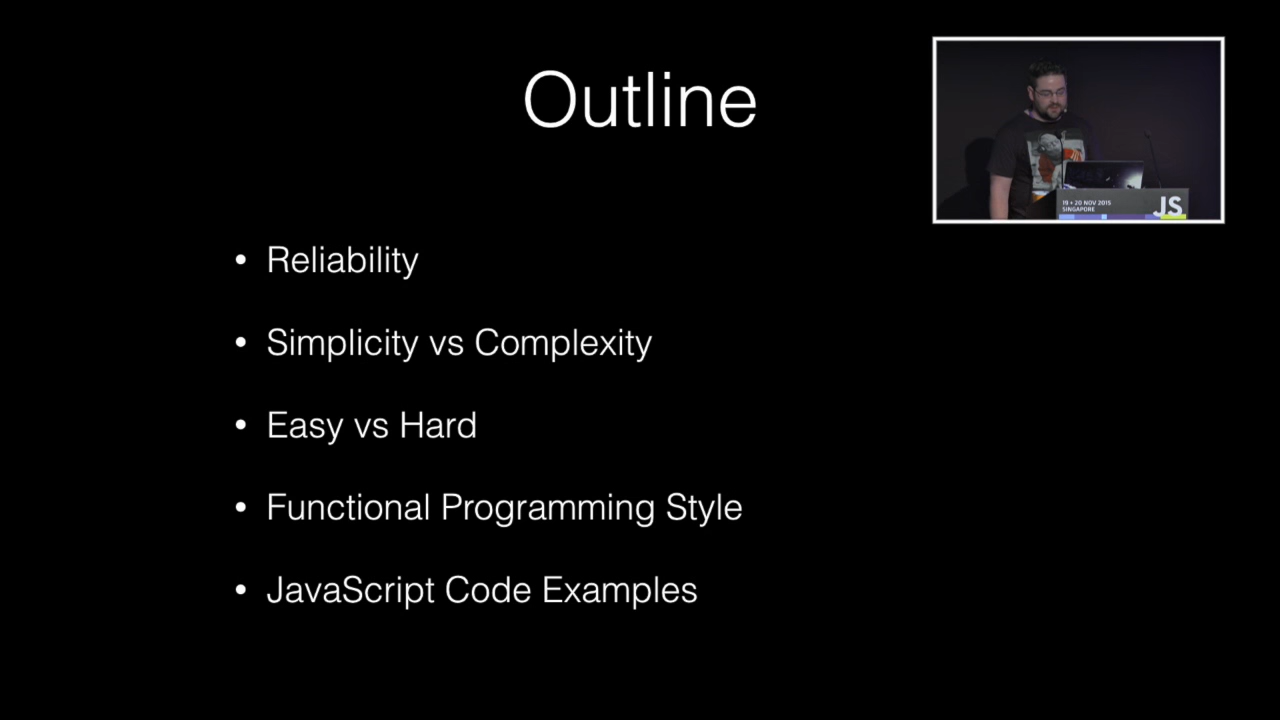 Outline
19 + 20 NOV 2015
SINGAPORE
JS
• Reliability
• Simplicity vs Complexity
• Easy vs Hard
• Functional Programming Style
• JavaScript Code Examples